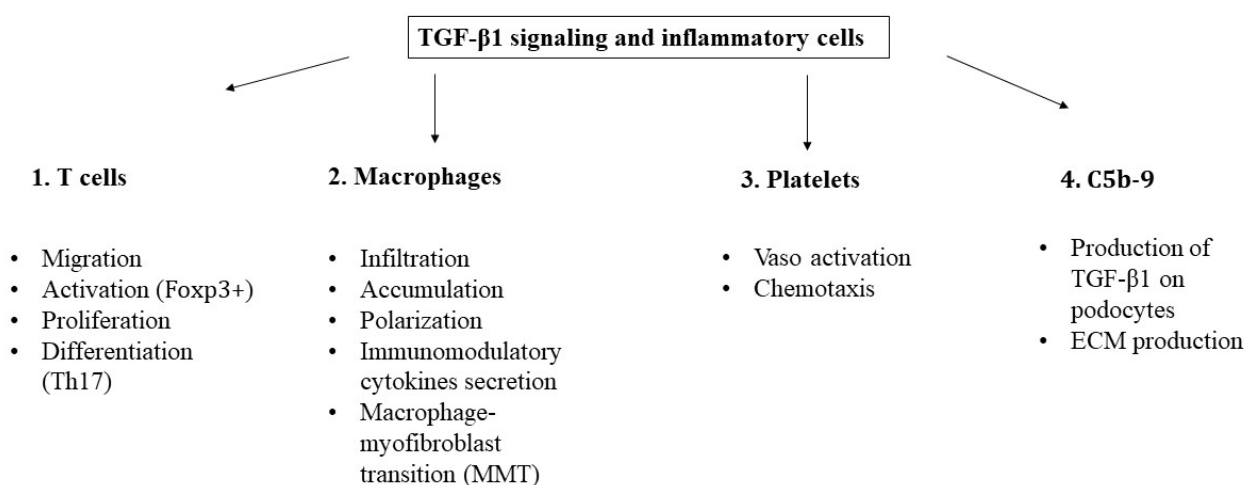 TGF-β1 signaling and inflammatory cells
1. T cells
• Migration
• Activation (Foxp3+)
• Proliferation
• Differentiation
(Th17)
2. Macrophages
• Infiltration
• Accumulation
• Polarization
• Immunomodulatory
cytokines secretion
• Macrophage-
myofibroblast
transition (MMT)
3. Platelets
• Vaso activation
• Chemotaxis
4. C5b-9
• Production of
TGF-β1 on
podocytes
• ECM production